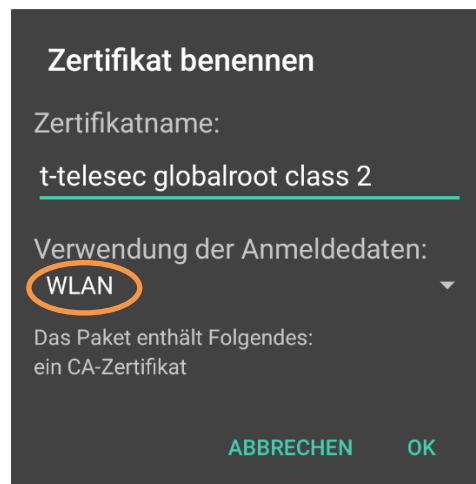 Zertifikat benennen
Zertifikatname:
t-telesec globalroot class 2
Verwendung der Anmeldedaten:
WLAN
Das Paket enthält Folgendes:
ein CA-Zertifikat
ABBRECHEN OK